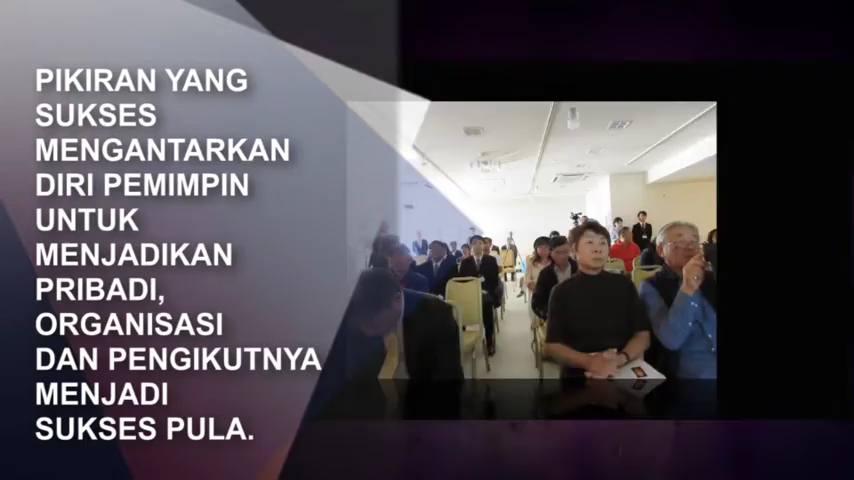 PIKIRAN YANG
SUKSES
MENGANTARKAN
DIRI PEMIMPIN
UNTUK
MENJADIKAN
PRIBADI,
ORGANISASI
DAN PENGIKUTNYA
MENJADI
SUKSES PULA.